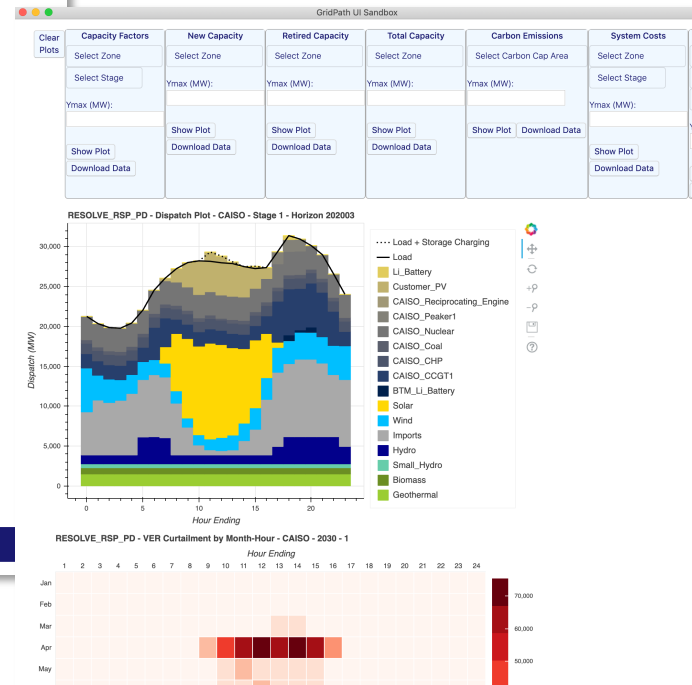 GridPath UI Sandbox
Clear Plots
Capacity Factors
Select Zone
Select Stage
Ymax (MW):
Show Plot
Download Data
New Capacity
Select Zone
Ymax (MW):
Show Plot
Download Data
Retired Capacity
Select Zone
Ymax (MW):
Show Plot
Download Data
Total Capacity
Select Zone
Ymax (MW):
Show Plot
Download Data
Carbon Emissions
Select Carbon Cap Area
Ymax (MW):
Show Plot Download Data
System Costs
Select Zone
Select Stage
Ymax (MW):
Show Plot
Download Data
RESOLVE_RSP_PD - Dispatch Plot - CAISO - Stage 1 - Horizon 202003
Dispatch (MW)
30,000
25,000
20,000
15,000
10,000
5,000
0
0 5 10 15 20
Hour Ending
Load + Storage Charging
Load
Li_Battery
Customer_PV
CAISO_Reciprocating_Engine
CAISO_Peaker1
CAISO_Nuclear
CAISO_Coal
CAISO_CHP
CAISO_CCGT1
BTM_Li_Battery
Solar
Wind
Imports
Hydro
Small_Hydro
Biomass
Geothermal
RESOLVE_RSP_PD - VER Curtailment by Month-Hour - CAISO - 2030 - 1
Hour Ending
1 2 3 4 5 6 7 8 9 10 11 12 13 14 15 16 17 18 19 20 21 22 23 24
Jan
Feb
Mar
Apr
May
70,000
60,000
50,000